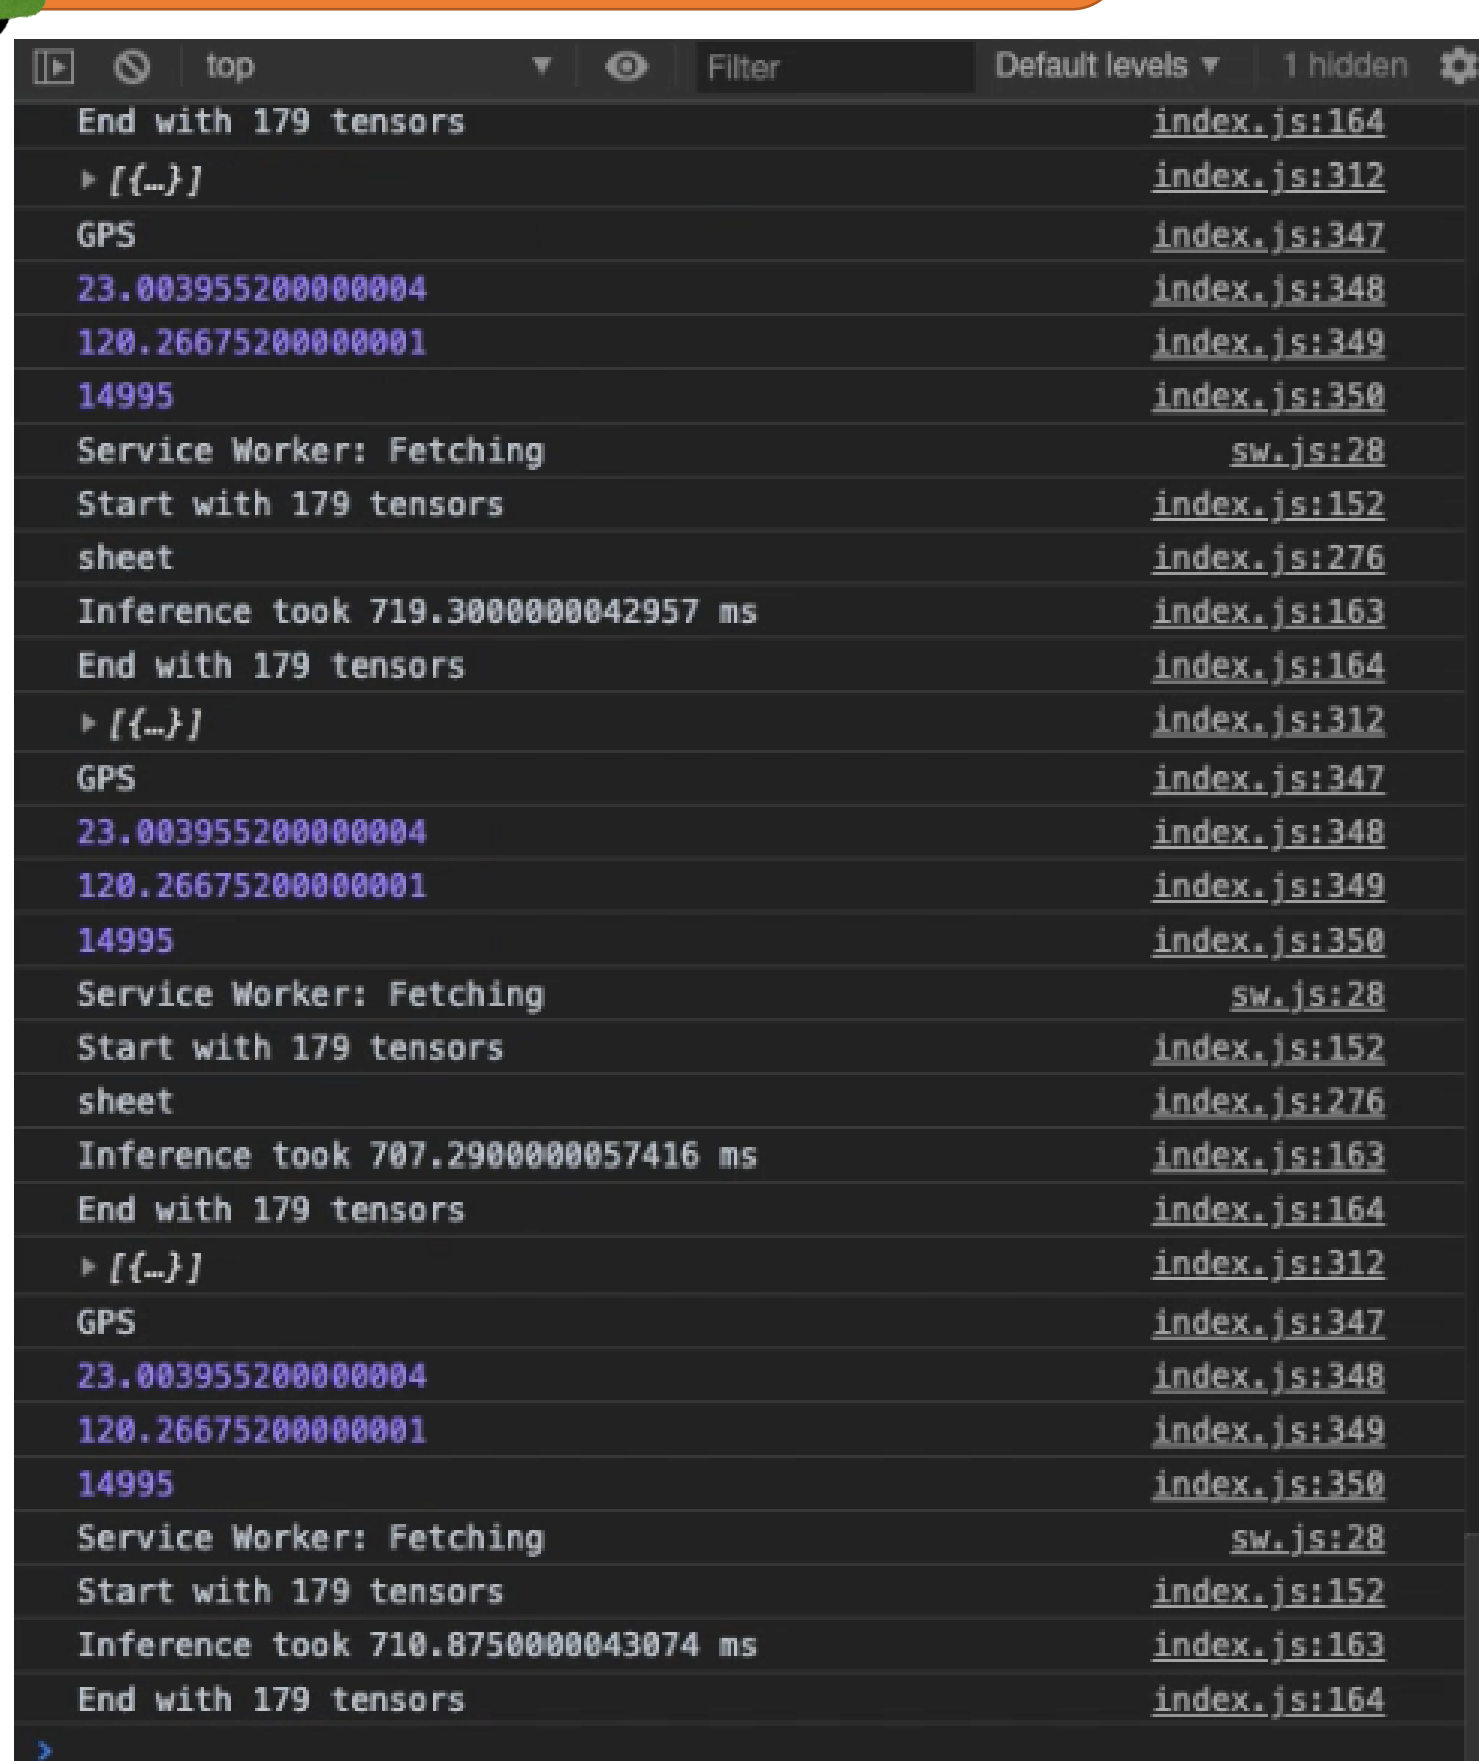 top Filter Default levels 1 hidden
End with 179 tensors index.js:164
[{…}] index.js:312
GPS index.js:347
23.003955200000004 index.js:348
120.26675200000001 index.js:349
14995 index.js:350
Service Worker: Fetching sw.js:28
Start with 179 tensors index.js:152
sheet index.js:276
Inference took 719.3000000042957 ms index.js:163
End with 179 tensors index.js:164
[{…}] index.js:312
GPS index.js:347
23.003955200000004 index.js:348
120.26675200000001 index.js:349
14995 index.js:350
Service Worker: Fetching sw.js:28
Start with 179 tensors index.js:152
sheet index.js:276
Inference took 707.2900000057416 ms index.js:163
End with 179 tensors index.js:164
[{…}] index.js:312
GPS index.js:347
23.003955200000004 index.js:348
120.26675200000001 index.js:349
14995 index.js:350
Service Worker: Fetching sw.js:28
Start with 179 tensors index.js:152
Inference took 710.8750000043074 ms index.js:163
End with 179 tensors index.js:164